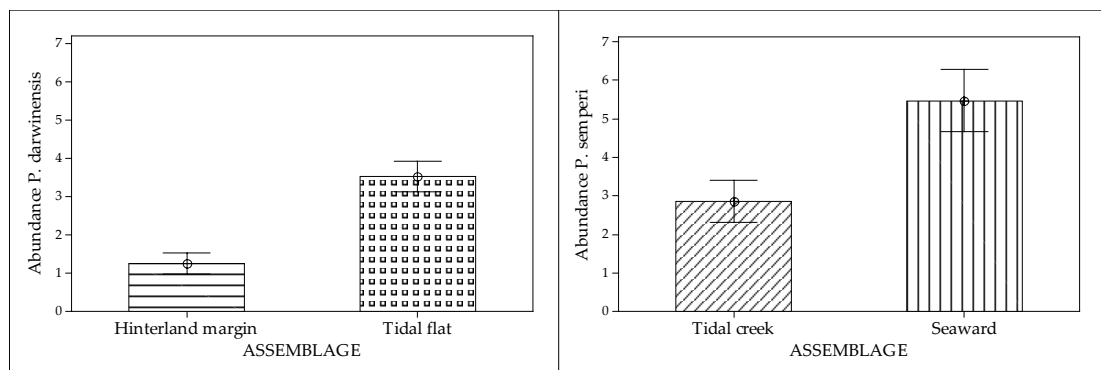 Abundance P. darwinensis
7
6
5
4
3
2
1
0
Hinterland margin Tidal flat
ASSEMBLAGE
Abundance P. semperi
7
6
5
4
3
2
1
0
Tidal creek Seaward
ASSEMBLAGE